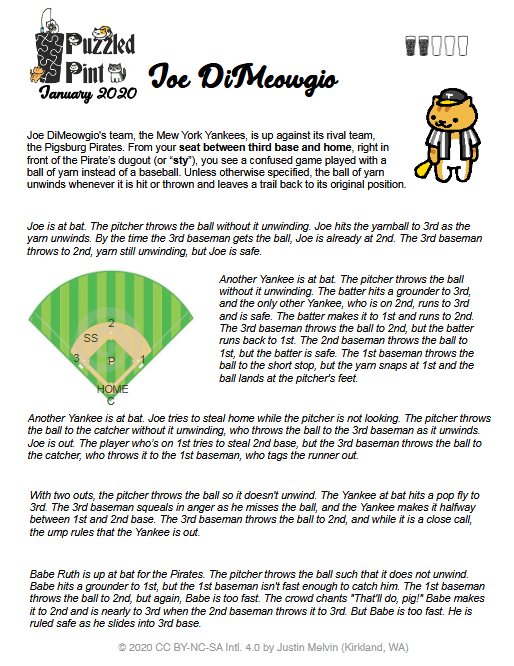 Puzzled
Pint
January 2020
Joe DiMeowgio
Joe DiMeowgio's team, the Mew York Yankees, is up against its rival team,
the Pigsburg Pirates. From your seat between third base and home, right in
front of the Pirate's dugout (or "sty"), you see a confused game played with a
ball of yarn instead of a baseball. Unless otherwise specified, the ball of yarn
unwinds whenever it is hit or thrown and leaves a trail back to its original position.
Joe is at bat. The pitcher throws the ball without it unwinding. Joe hits the yarnball to 3rd as the
yarn unwinds. By the time the 3rd baseman gets the ball, Joe is already at 2nd. The 3rd baseman
throws to 2nd, yarn still unwinding, but Joe is safe.
Another Yankee is at bat. The pitcher throws the ball
without it unwinding. The batter hits a grounder to 3rd,
and the only other Yankee, who is on 2nd, runs to 3rd
and is safe. The batter makes it to 1st and runs to 2nd.
The 3rd baseman throws the ball to 2nd, but the batter
runs back to 1st. The 2nd baseman throws the ball to
1st, but the batter is safe. The 1st baseman throws the
ball to the short stop, but the yarn snaps at 1st and the
ball lands at the pitcher's feet.
2
SS
3 P 1
HOME
C
Another Yankee is at bat. Joe tries to steal home while the pitcher is not looking. The pitcher throws
the ball to the catcher without it unwinding, who throws the ball to the 3rd baseman as it unwinds.
Joe is out. The player who's on 1st tries to steal 2nd base, but the 3rd baseman throws the ball to
the catcher, who throws it to the 1st baseman, who tags the runner out.
With two outs, the pitcher throws the ball so it doesn't unwind. The Yankee at bat hits a pop fly to
3rd. The 3rd baseman squeals in anger as he misses the ball, and the Yankee makes it halfway
between 1st and 2nd base. The 3rd baseman throws the ball to 2nd, and while it is a close call,
the ump rules that the Yankee is out.
Babe Ruth is up at bat for the Pirates. The pitcher throws the ball such that it does not unwind.
Babe hits a grounder to 1st, but the 1st baseman isn't fast enough to catch him. The 1st baseman
throws the ball to 2nd, but again, Babe is too fast. The crowd chants "That'll do, pig!" Babe makes
it to 2nd and is nearly to 3rd when the 2nd baseman throws it to 3rd. But Babe is too fast. He is
ruled safe as he slides into 3rd base.
© 2020 CC BY-NC-SA Intl. 4.0 by Justin Melvin (Kirkland, WA)